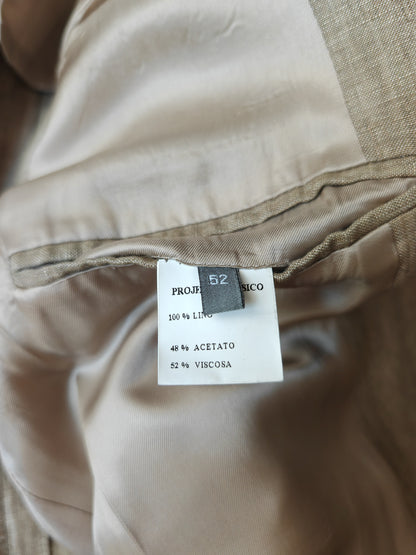 52
100 % LINO
48 % ACETATO
52 % VISCOSA